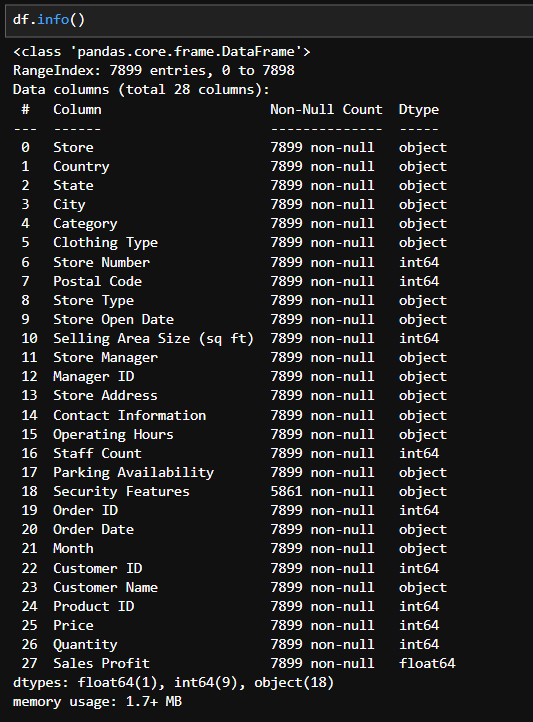 df.info()
<class 'pandas.core.frame.DataFrame'>
RangeIndex: 7899 entries, 0 to 7898
Data columns (total 28 columns):
 #   Column                    Non-Null Count  Dtype
---  ------                    --------------  -----
 0   Store                     7899 non-null   object
 1   Country                   7899 non-null   object
 2   State                     7899 non-null   object
 3   City                      7899 non-null   object
 4   Category                  7899 non-null   object
 5   Clothing Type             7899 non-null   object
 6   Store Number              7899 non-null   int64
 7   Postal Code               7899 non-null   int64
 8   Store Type                7899 non-null   object
 9   Store Open Date           7899 non-null   object
 10  Selling Area Size (sq ft)  7899 non-null   int64
 11  Store Manager             7899 non-null   object
 12  Manager ID                7899 non-null   object
 13  Store Address             7899 non-null   object
 14  Contact Information       7899 non-null   object
 15  Operating Hours           7899 non-null   object
 16  Staff Count               7899 non-null   int64
 17  Parking Availability      7899 non-null   object
 18  Security Features         5861 non-null   object
 19  Order ID                  7899 non-null   int64
 20  Order Date                7899 non-null   object
 21  Month                     7899 non-null   object
 22  Customer ID               7899 non-null   int64
 23  Customer Name             7899 non-null   object
 24  Product ID                7899 non-null   int64
 25  Price                     7899 non-null   int64
 26  Quantity                  7899 non-null   int64
 27  Sales Profit              7899 non-null   float64
dtypes: float64(1), int64(9), object(18)
memory usage: 1.7+ MB